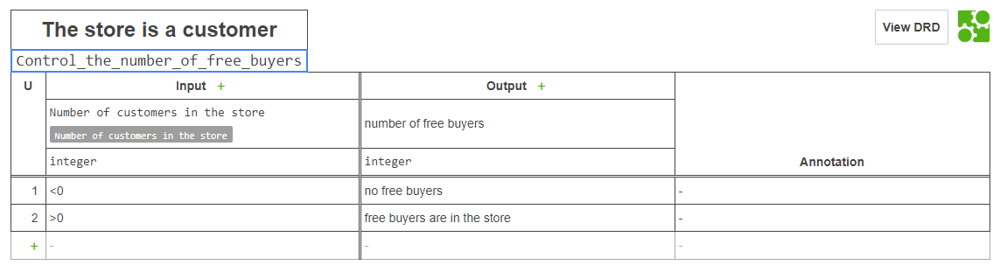 The store is a customer
View DRD
Control_the_number_of_free_buyers
U Input + Output +
Number of customers in the store
Number of customers in the store
number of free buyers
integer integer Annotation
1 <0 no free buyers -
2 >0 free buyers are in the store -
+ - - -